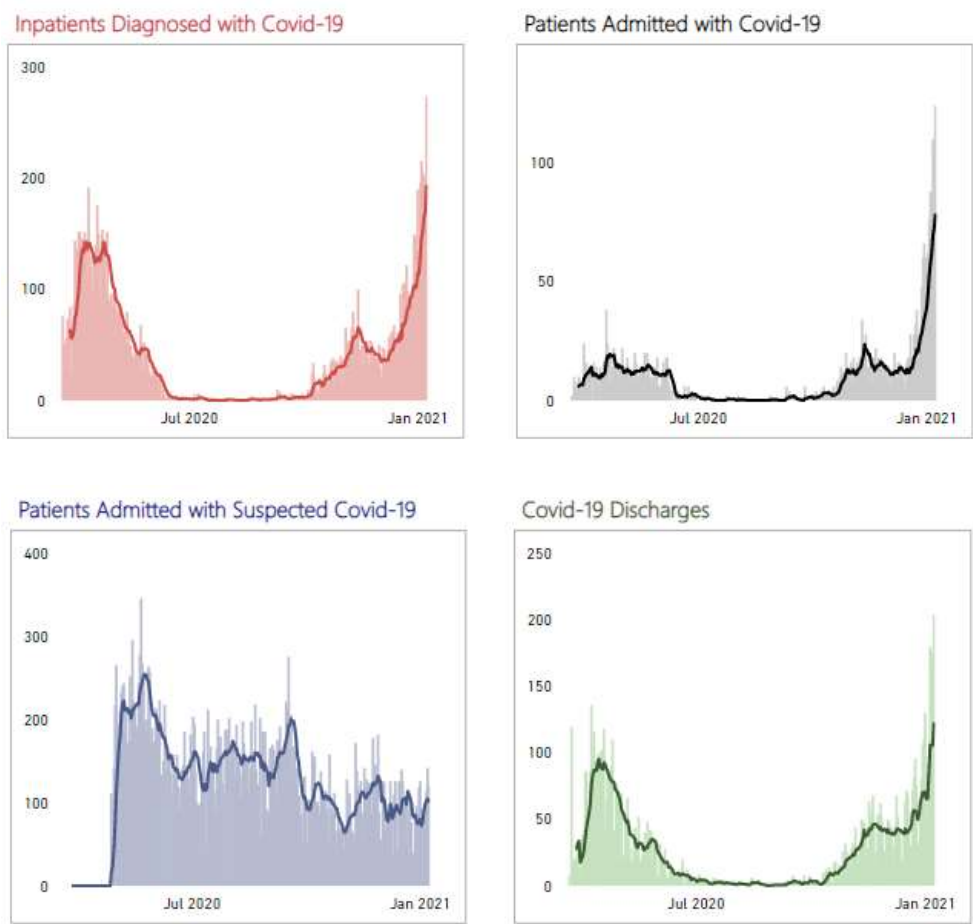 Inpatients Diagnosed with Covid-19
300
200
100
0
Jul 2020
Jan 2021
Patients Admitted with Covid-19
100
50
0
Jul 2020
Jan 2021
Patients Admitted with Suspected Covid-19
400
300
200
100
0
Jul 2020
Jan 2021
Covid-19 Discharges
250
200
150
100
50
0
Jul 2020
Jan 2021